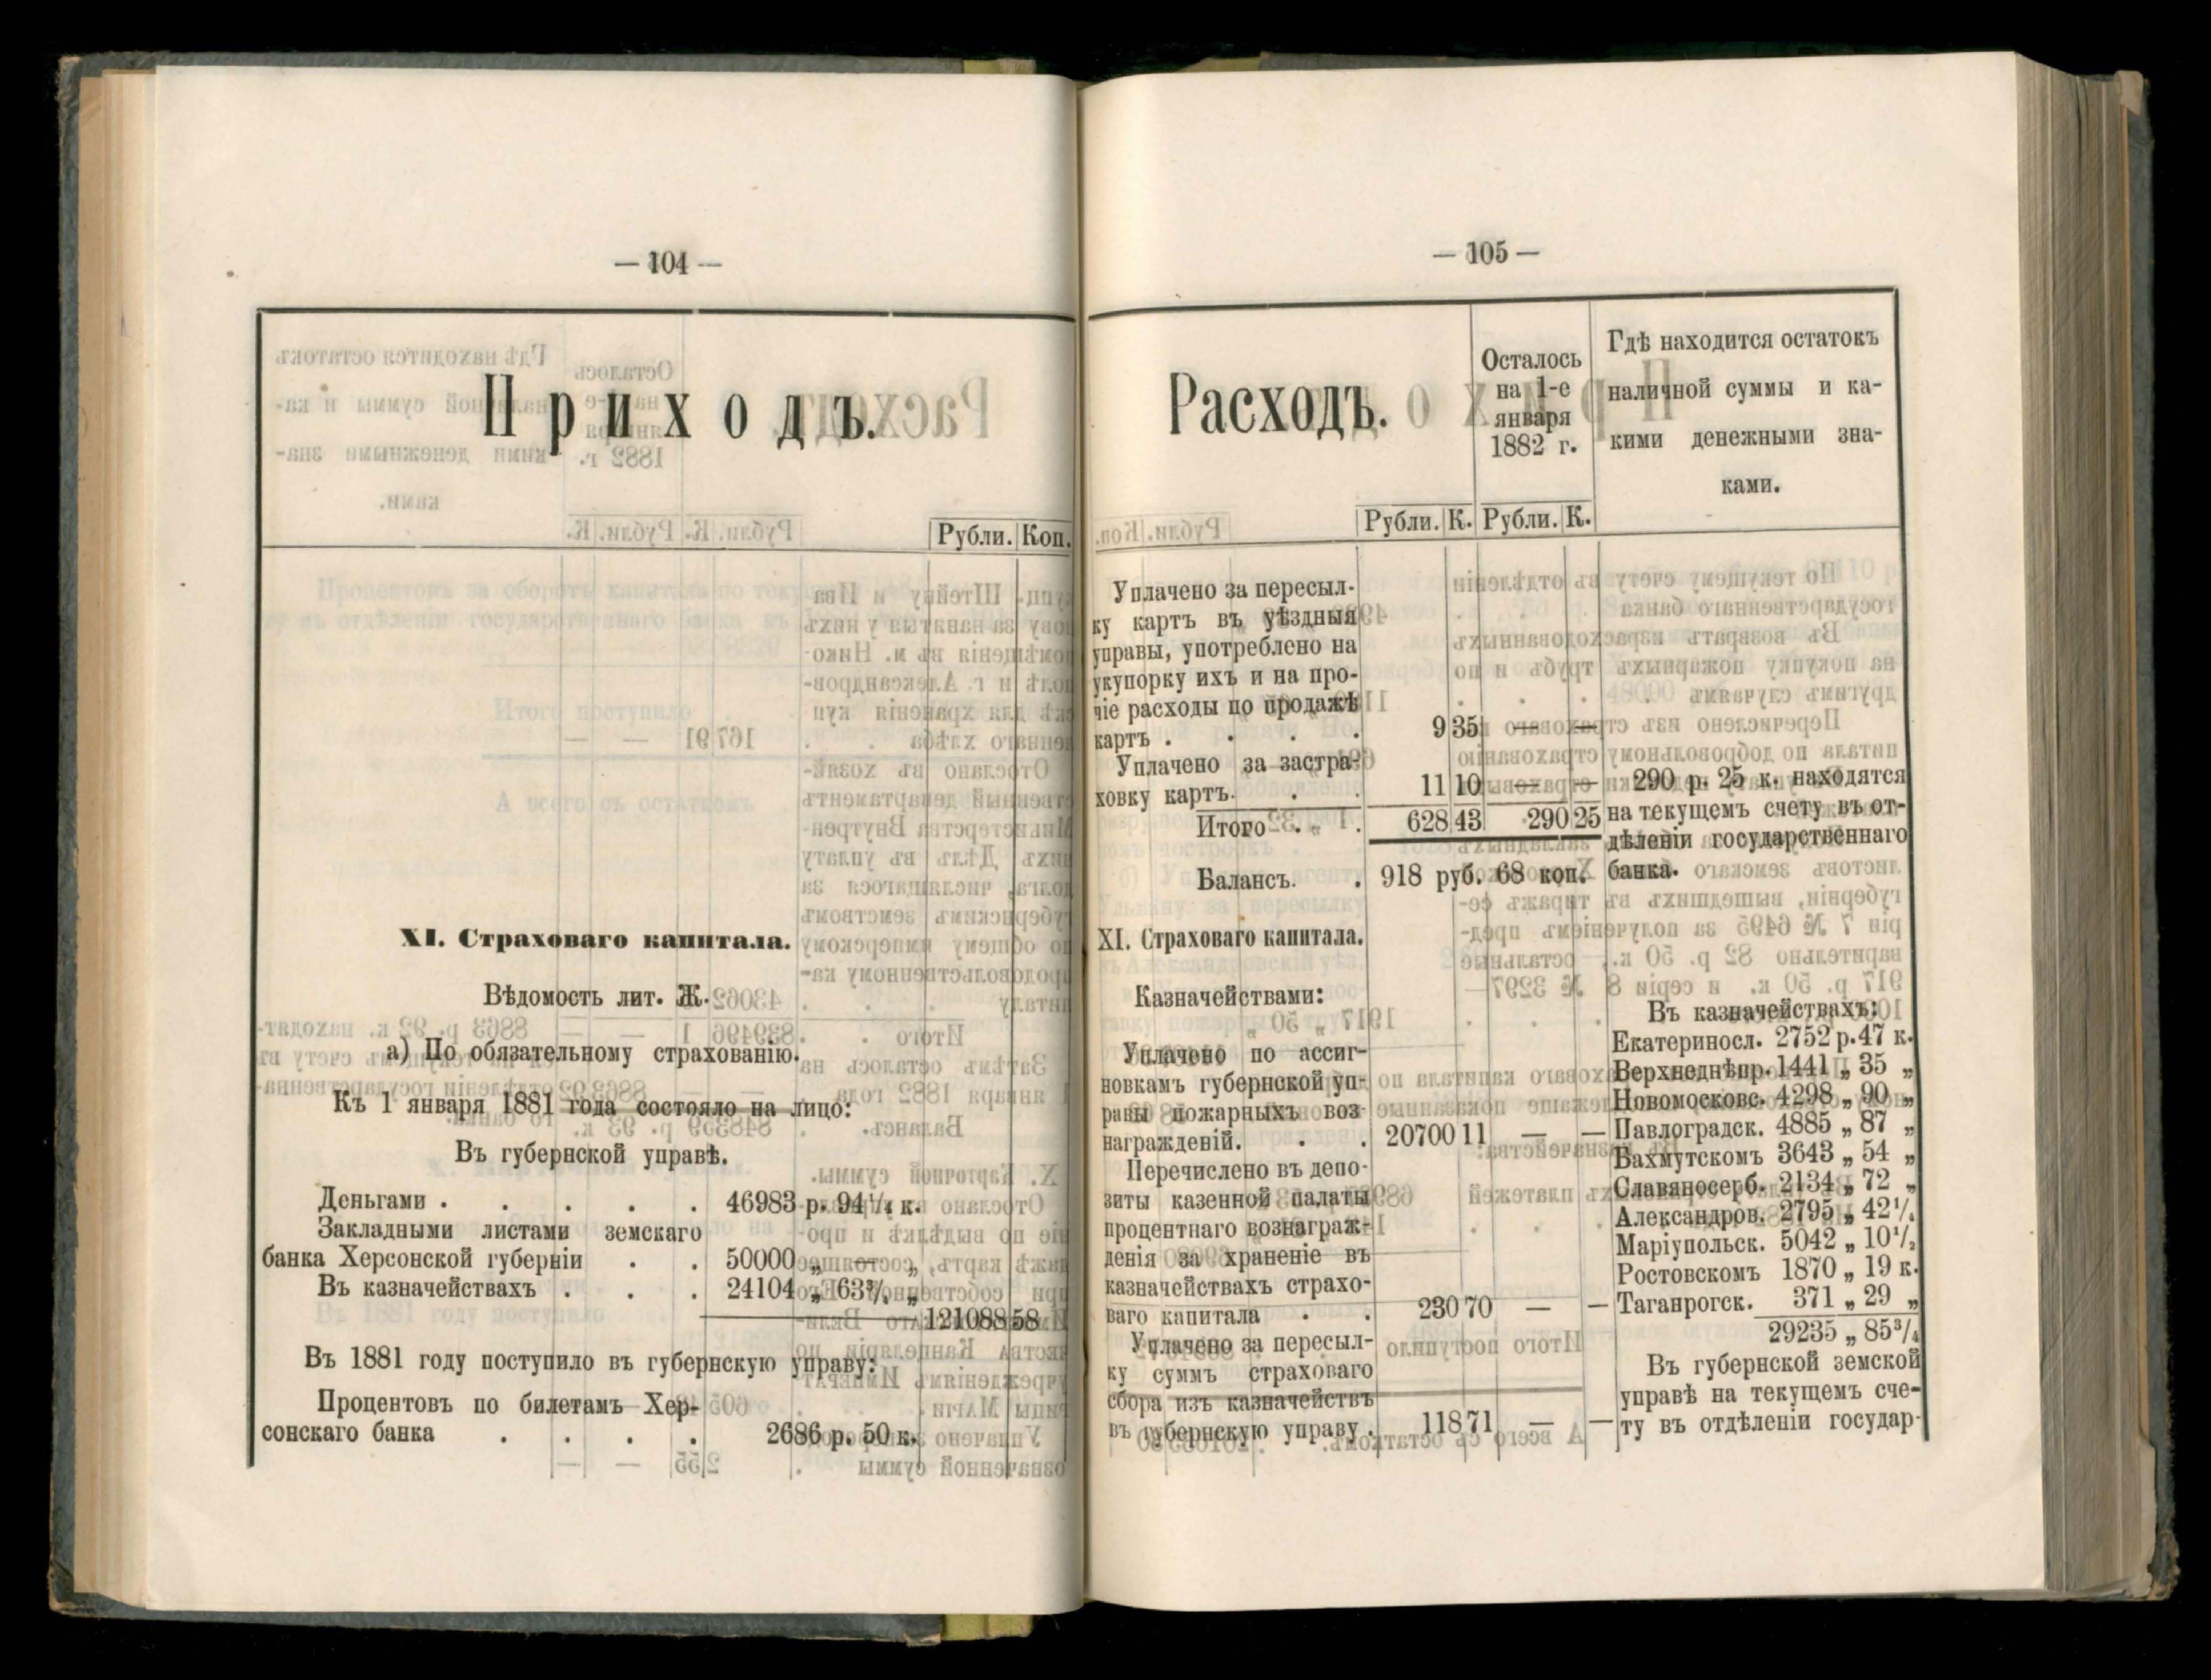 — 104 —
Приходъ.
Рубли. Коп.
XI. Страховаго капитала.
Вѣдомость лит. Ж.
а) По обязательному страхованію.
Къ 1 января 1881 года состояло на лицо:
Въ губернской управѣ.
Деньгами . . . . . 46983 р. 94¼ к.
Закладными листами земскаго
банка Херсонской губерніи . . 50000 „ — „
Въ казначействахъ . . . 24104 „ 63¾ „
121088 58
Въ 1881 году поступило въ губернскую управу:
Процентовъ по билетамъ Хер-
сонскаго банка . . . . 2686 р. 50 к.
— 105 —
Расходъ.
Осталось
на 1-е
января
1882 г.
Гдѣ находится остатокъ
наличной суммы и ка-
кими денежными зна-
ками.
Рубли. К. Рубли. К.
Уплачено за пересыл-
ку картъ въ уѣздныя
управы, употреблено на
укупорку ихъ и на про-
чіе расходы по продажѣ
картъ . . . . 9 35 — —
Уплачено за застра-
ховку картъ. . . 11 10 — —
Итого . . 628 43 290 25
Балансъ. . 918 руб. 68 коп.
290 р. 25 к. находятся
на текущемъ счету въ от-
дѣленіи государственнаго
банка.
XI. Страховаго капитала.
Казначействами:
Уплачено по ассиг-
новкамъ губернской уп-
равы пожарныхъ воз
награжденій. . . 20700 11 — —
Перечислено въ депо-
зиты казенной палаты
процентнаго вознаграж-
денія за храненіе въ
казначействахъ страхо-
ваго капитала . . 230 70 — —
Уплачено за пересыл-
ку суммъ страховаго
сбора изъ казначействъ
въ губернскую управу . 118 71 — —
Въ казначействахъ:
Екатериносл. 2752 р. 47 к.
Верхнеднѣпр. 1441 „ 35 „
Новомосковс. 4298 „ 90 „
Павлоградск. 4885 „ 87 „
Бахмутскомъ 3643 „ 54 „
Славяносерб. 2134 „ 72 „
Александров. 2795 „ 42¼
Маріупольск. 5042 „ 10½
Ростовскомъ 1870 „ 19 к.
Таганрогск. 371 „ 29 „
29235 „ 85¾
Въ губернской земской
управѣ на текущемъ сче-
ту въ отдѣленіи государ-